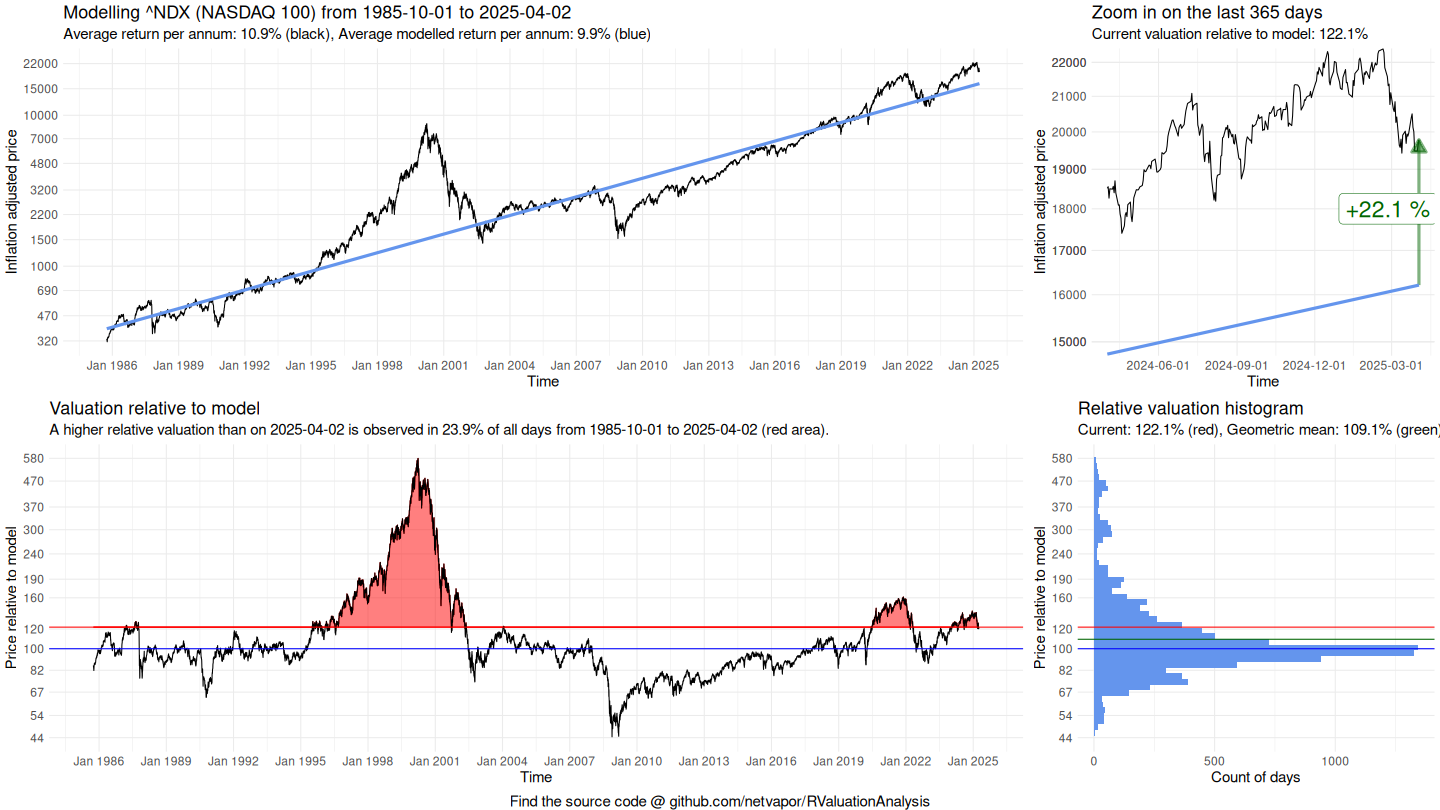 Modelling ^NDX (NASDAQ 100) from 1985-10-01 to 2025-04-02
Average return per annum: 10.9% (black), Average modelled return per annum: 9.9% (blue)
Inflation adjusted price
22000
15000
10000
7000
4800
3200
2200
1500
1000
690
470
320
Jan 1986 Jan 1989 Jan 1992 Jan 1995 Jan 1998 Jan 2001 Jan 2004 Jan 2007 Jan 2010 Jan 2013 Jan 2016 Jan 2019 Jan 2022 Jan 2025
Time
Zoom in on the last 365 days
Current valuation relative to model: 122.1%
Inflation adjusted price
22000
21000
20000
19000
18000
17000
16000
15000
+22.1 %
2024-06-01 2024-09-01 2024-12-01 2025-03-01
Time
Valuation relative to model
A higher relative valuation than on 2025-04-02 is observed in 23.9% of all days from 1985-10-01 to 2025-04-02 (red area).
Price relative to model
580
470
370
300
240
190
160
120
100
82
67
54
44
Jan 1986 Jan 1989 Jan 1992 Jan 1995 Jan 1998 Jan 2001 Jan 2004 Jan 2007 Jan 2010 Jan 2013 Jan 2016 Jan 2019 Jan 2022 Jan 2025
Time
Relative valuation histogram
Current: 122.1% (red), Geometric mean: 109.1% (green)
Price relative to model
580
470
370
300
240
190
160
120
100
82
67
54
44
0 500 1000
Count of days
Find the source code @ github.com/netvapor/RValuationAnalysis